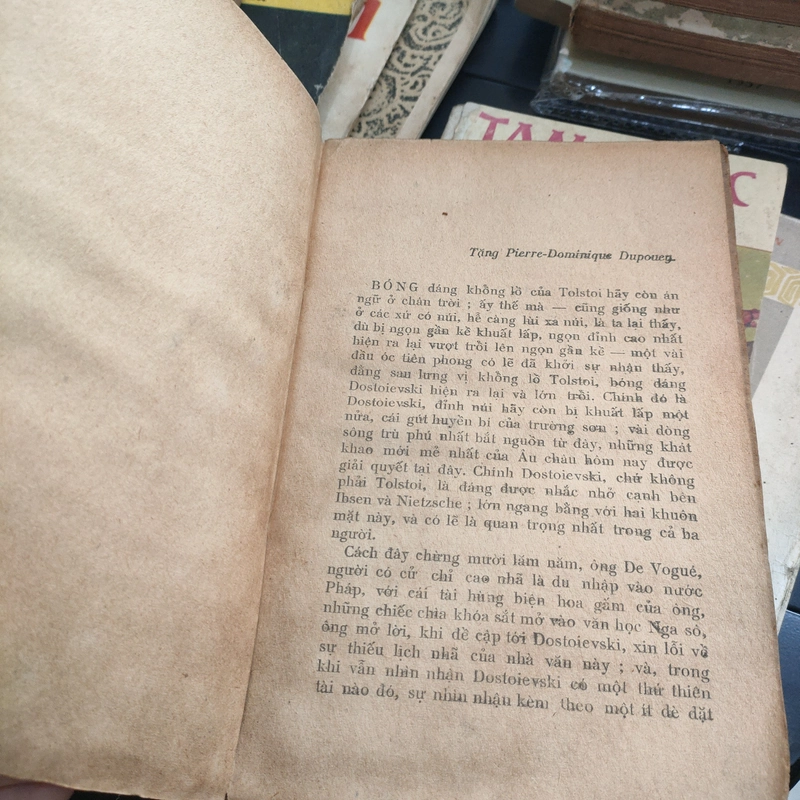 TAN
C
1937
Tặng Pierre-Dominique Dupouey
BÓNG dáng khổng lồ của Tolstoi hãy còn án
ngữ ở chân trời ; ấy thế mà — cũng giống như
ở các xứ có núi, hễ càng lùi xa núi, là ta lại thấy,
dù bị ngọn gần kề khuất lấp, ngọn đỉnh cao nhất
hiện ra lại vượt trỗi lên ngọn gần kề — một vài
đầu óc tiên phong có lẽ đã khởi sự nhận thấy,
đằng sau lưng vị khổng lồ Tolstoi, bóng dáng
Dostoievski hiện ra lại và lớn trỗi. Chính đó là
Dostoievski, đỉnh núi hãy còn bị khuất lấp một
nửa, cái gút huyền bí của trường sơn ; vài dòng
sông trù phú nhất bắt nguồn từ đây, những khát
khao mới mẻ nhất của Âu châu hôm nay được
giải quyết tại đây. Chính Dostoievski, chứ không
phải Tolstoi, là đáng được nhắc nhở cạnh bên
Ibsen và Nietzsche ; lớn ngang bằng với hai khuôn
mặt này, và có lẽ là quan trọng nhất trong cả ba
người.
Cách đây chừng mười lăm năm, ông De Vogué,
người có cử chỉ cao nhã là du nhập vào nước
Pháp, với cái tài hùng biện hoa gấm của ông,
những chiếc chìa khóa sắt mở vào văn học Nga sô,
ông mở lời, khi đề cập tới Dostoievski, xin lỗi về
sự thiếu lịch nhã của nhà văn này ; và, trong
khi vẫn nhìn nhận Dostoievski có một thứ thiên
tài nào đó, sự nhìn nhận kèm theo một ít dè dặt